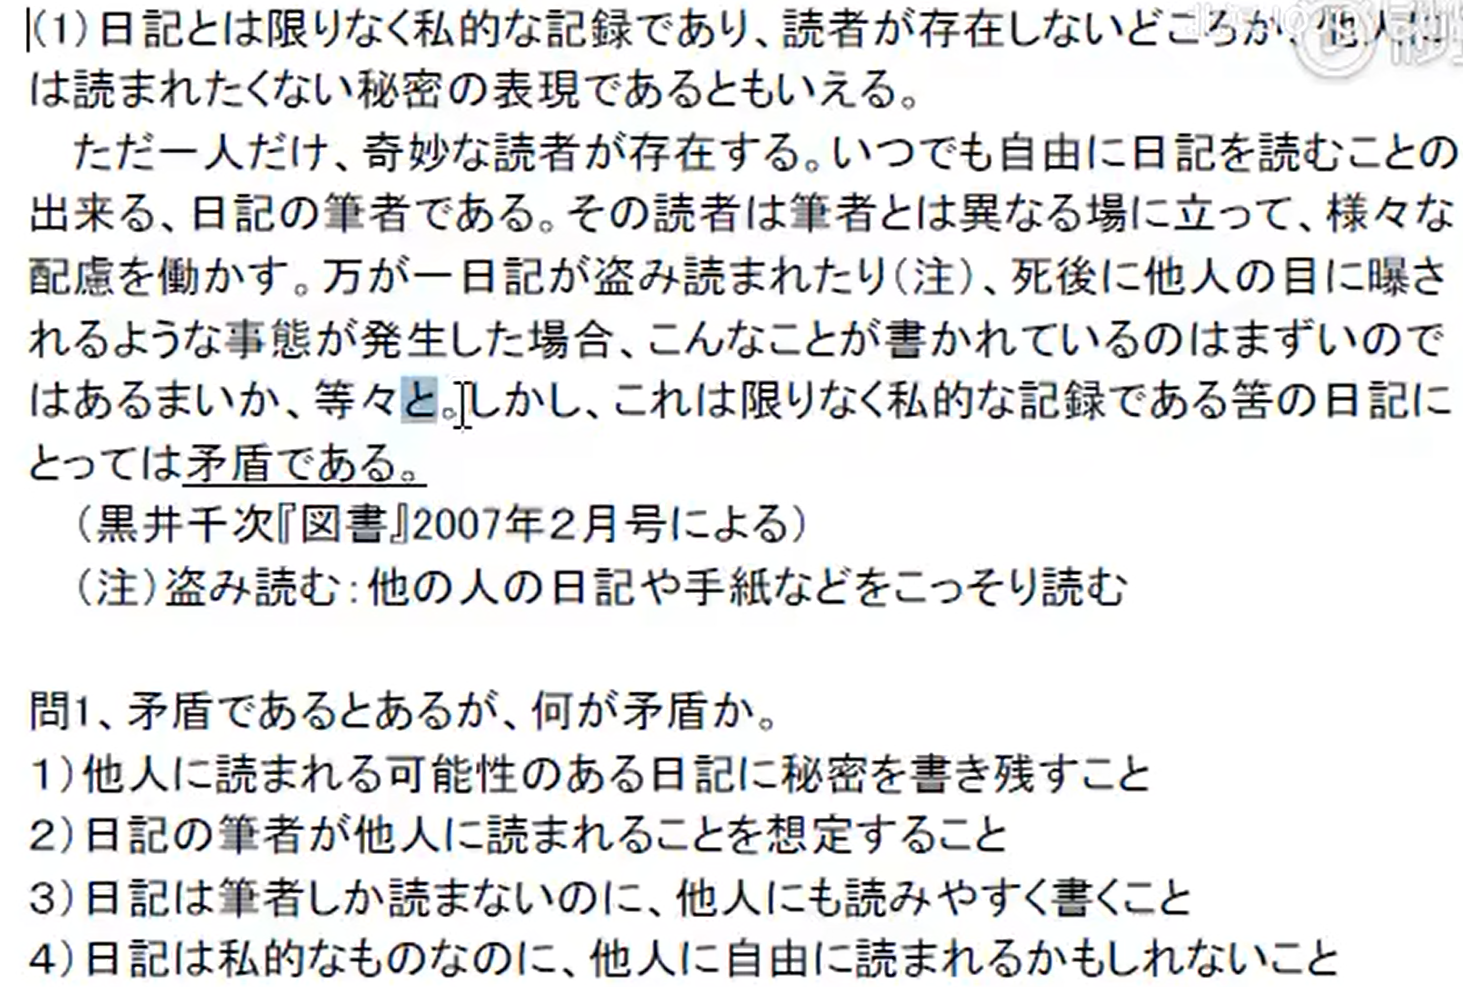 (1)日記とは限りなく私的な記録であり、読者が存在しないどころか、他人に
は読まれたくない秘密の表現であるともいえる。
ただ一人だけ、奇妙な読者が存在する。いつでも自由に日記を読むことの
出来る、日記の筆者である。その読者は筆者とは異なる場に立って、様々な
配慮を働かす。万が一日記が盗み読まれたり(注)、死後に他人の目に曝さ
れるような事態が発生した場合、こんなことが書かれているのはまずいので
はあるまいか、等々と。しかし、これは限りなく私的な記録である筈の日記に
とっては矛盾である。
(黒井千次『図書』2007年2月号による)
(注)盗み読む:他の人の日記や手紙などをこっそり読む
問1、矛盾であるとあるが、何が矛盾か。
1)他人に読まれる可能性のある日記に秘密を書き残すこと
2)日記の筆者が他人に読まれることを想定すること
3)日記は筆者しか読まないのに、他人にも読みやすく書くこと
4)日記は私的なものなのに、他人に自由に読まれるかもしれないこと